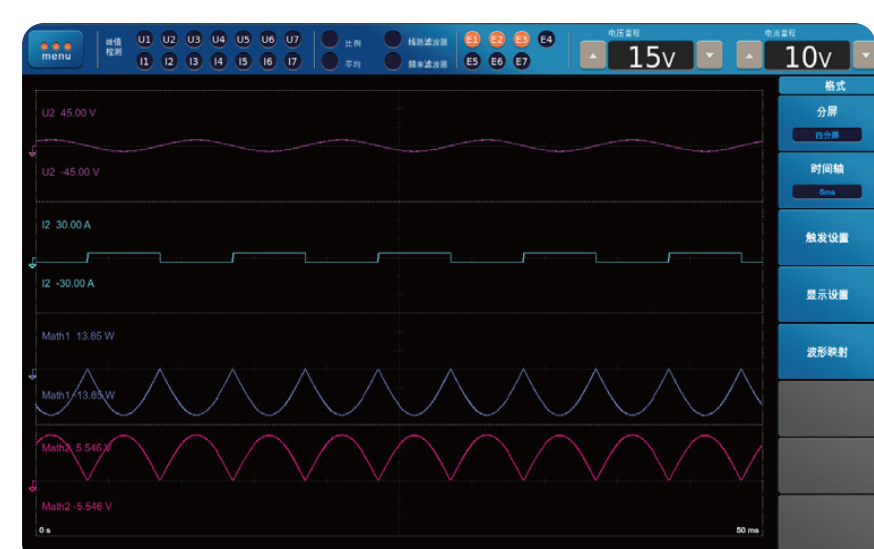 menu
峰值
检测
U1 U2 U3 U4 U5 U6 U7
I1 I2 I3 I4 I5 I6 I7
比例
平均
线路滤波器
频率滤波器
E1 E2 E3 E4
E5 E6 E7
电压量程
15V
电流量程
10V
格式
分屏
四分屏
时间轴
5ms
触发设置
显示设置
波形映射
U2 45.00 V
U2 -45.00 V
I2 30.00 A
I2 -30.00 A
Math1 13.85 W
Math1 -13.85 W
Math2 5.546 V
Math2 -5.546 V
0 s
50 ms